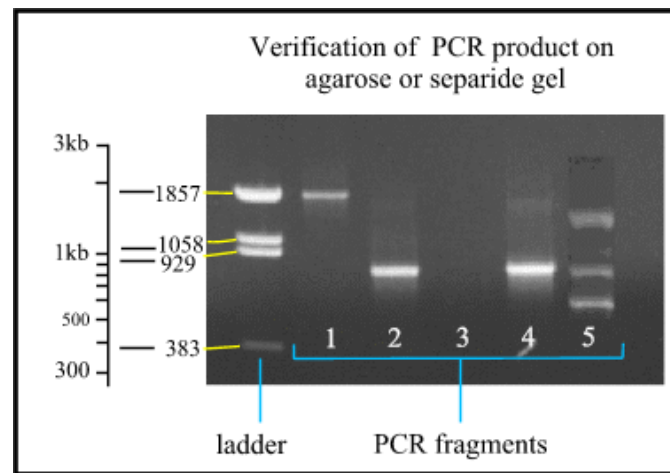 Verification of PCR product on
agarose or separide gel
3kb
1857
1058
1kb
929
500
383
300
1 2 3 4 5
ladder PCR fragments